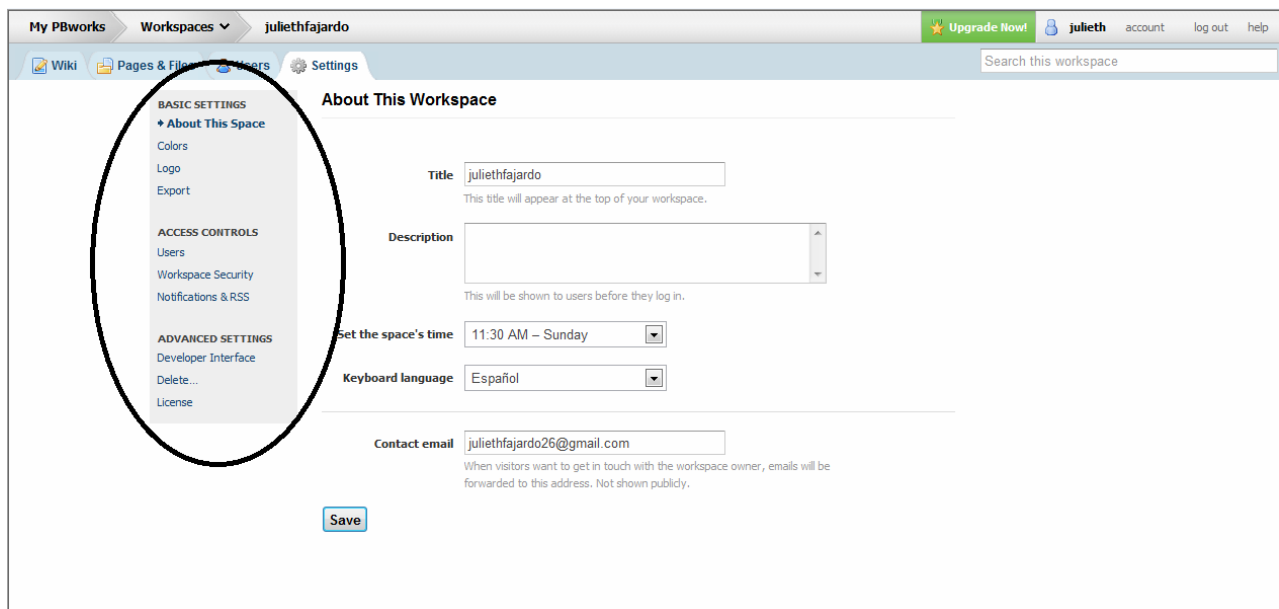 My PBworks Workspaces juliethfajardo Upgrade Now! julieth account log out help
Wiki Pages & Files Users Settings Search this workspace
BASIC SETTINGS
About This Space
Colors
Logo
Export
ACCESS CONTROLS
Users
Workspace Security
Notifications & RSS
ADVANCED SETTINGS
Developer Interface
Delete...
License
About This Workspace
Title juliethfajardo
This title will appear at the top of your workspace.
Description
This will be shown to users before they log in.
Set the space's time 11:30 AM – Sunday
Keyboard language Español
Contact email juliethfajardo26@gmail.com
When visitors want to get in touch with the workspace owner, emails will be
forwarded to this address. Not shown publicly.
Save